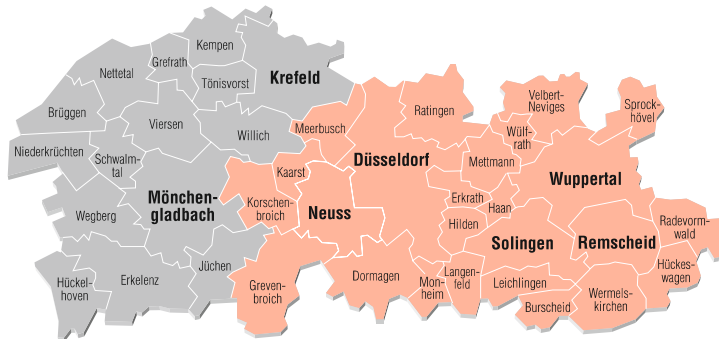 Kempen
Grefrath
Nettetal
Tönisvorst
Krefeld
Brüggen
Viersen
Willich
Meerbusch
Ratingen
Velbert-
Neviges
Sprock-
hövel
Niederkrüchten
Schwalm-
tal
Wülf-
rath
Mettmann
Düsseldorf
Kaarst
Wuppertal
Mönchen-
gladbach
Korschen-
broich
Neuss
Erkrath
Haan
Hilden
Wegberg
Solingen
Remscheid
Radevorm-
wald
Hückel-
hoven
Erkelenz
Jüchen
Greven-
broich
Dormagen
Mon-
heim
Langen-
feld
Leichlingen
Burscheid
Wermels-
kirchen
Hückes-
wagen